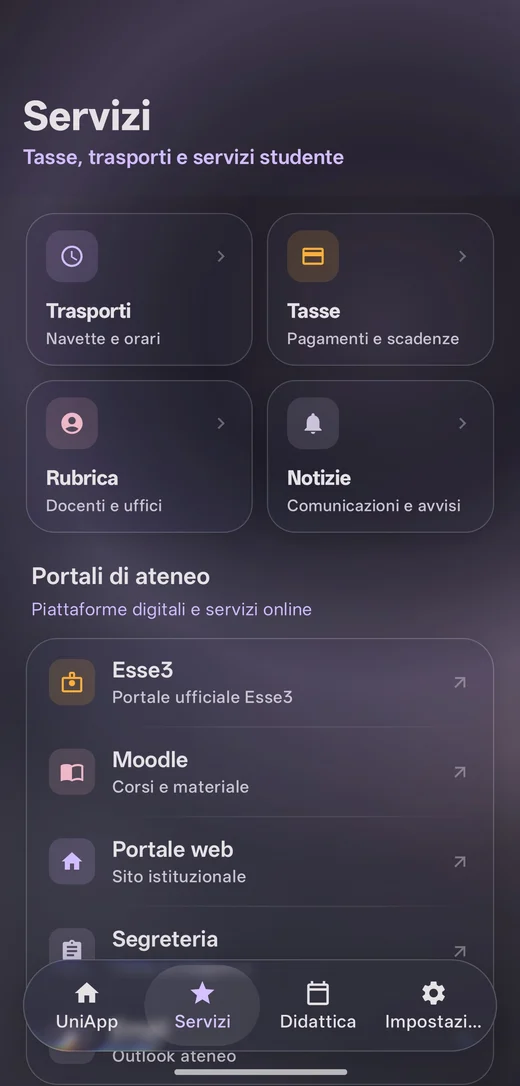 Servizi
Tasse, trasporti e servizi studente
Trasporti
Navette e orari
Tasse
Pagamenti e scadenze
Rubrica
Docenti e uffici
Notizie
Comunicazioni e avvisi
Portali di ateneo
Piattaforme digitali e servizi online
Esse3
Portale ufficiale Esse3
Moodle
Corsi e materiale
Portale web
Sito istituzionale
Segreteria
Outlook ateneo
UniApp
Servizi
Didattica
Impostazi...